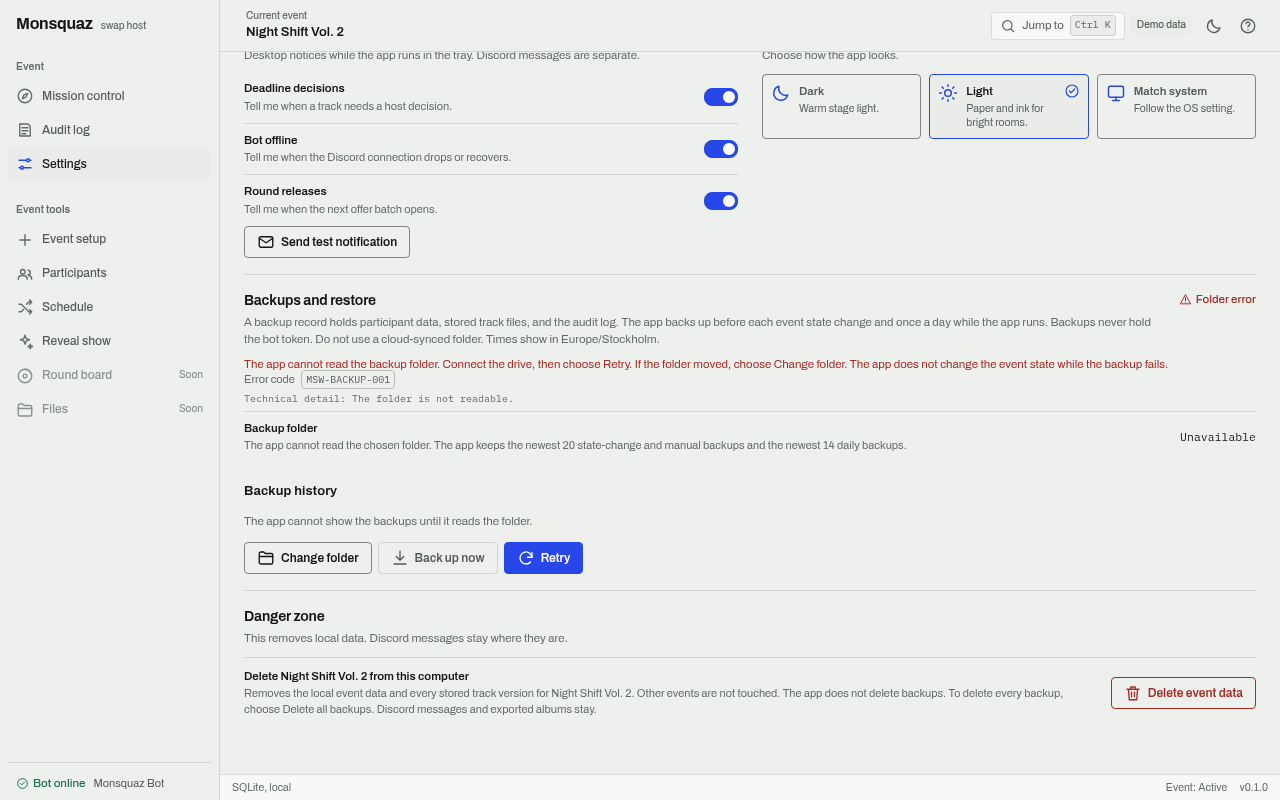 Monsquaz swap host
Event
Mission control
Audit log
Settings
Event tools
Event setup
Participants
Schedule
Reveal show
Round board Soon
Files Soon
Bot online Monsquaz Bot
Current event
Night Shift Vol. 2
Jump to Ctrl K
Demo data
Desktop notices while the app runs in the tray. Discord messages are separate.
Deadline decisions
Tell me when a track needs a host decision.
Bot offline
Tell me when the Discord connection drops or recovers.
Round releases
Tell me when the next offer batch opens.
Send test notification
Choose how the app looks.
Dark
Warm stage light.
Light
Paper and ink for
bright rooms.
Match system
Follow the OS setting.
Backups and restore
Folder error
A backup record holds participant data, stored track files, and the audit log. The app backs up before each event state change and once a day while the app runs. Backups never hold
the bot token. Do not use a cloud-synced folder. Times show in Europe/Stockholm.
The app cannot read the backup folder. Connect the drive, then choose Retry. If the folder moved, choose Change folder. The app does not change the event state while the backup fails.
Error code MSW-BACKUP-001
Technical detail: The folder is not readable.
Backup folder
The app cannot read the chosen folder. The app keeps the newest 20 state-change and manual backups and the newest 14 daily backups.
Unavailable
Backup history
The app cannot show the backups until it reads the folder.
Change folder
Back up now
Retry
Danger zone
This removes local data. Discord messages stay where they are.
Delete Night Shift Vol. 2 from this computer
Removes the local event data and every stored track version for Night Shift Vol. 2. Other events are not touched. The app does not delete backups. To delete every backup,
choose Delete all backups. Discord messages and exported albums stay.
Delete event data
SQLite, local
Event: Active v0.1.0